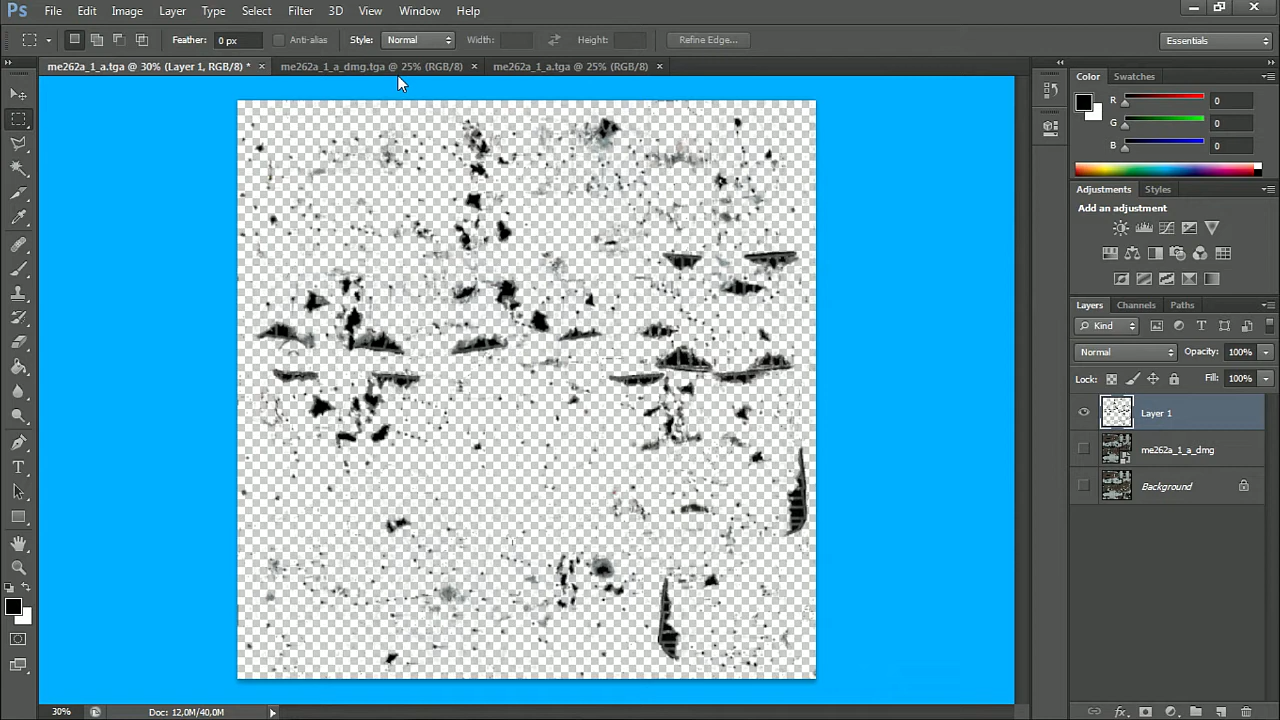 Ps File Edit Image Layer Type Select Filter 3D View Window Help
Feather: 0 px Anti-alias Style: Normal Width: Height: Refine Edge... Essentials
me262a_1_a.tga @ 30% (Layer 1, RGB/8) * × me262a_1_a_dmg.tga @ 25% (RGB/8) × me262a_1_a.tga @ 25% (RGB/8) ×
Color Swatches
R 0
G 0
B 0
Adjustments Styles
Add an adjustment
Layers Channels Paths
Kind
Normal Opacity: 100%
Lock: Fill: 100%
Layer 1
me262a_1_a_dmg
Background
30% Doc: 12,0M/40,0M